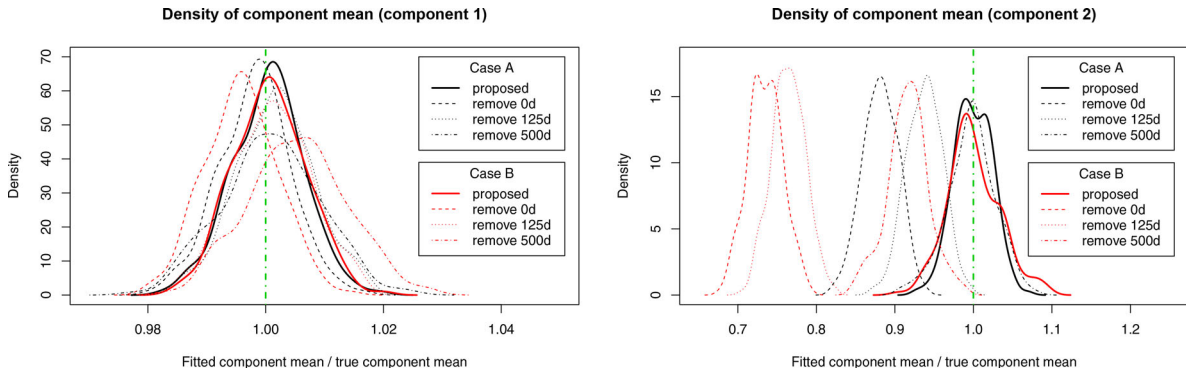 Density of component mean (component 1)
Density
0 10 20 30 40 50 60 70
0.98 1.00 1.02 1.04
Fitted component mean / true component mean
Case A
proposed
remove 0d
remove 125d
remove 500d
Case B
proposed
remove 0d
remove 125d
remove 500d
Density of component mean (component 2)
Density
0 5 10 15
0.7 0.8 0.9 1.0 1.1 1.2
Fitted component mean / true component mean
Case A
proposed
remove 0d
remove 125d
remove 500d
Case B
proposed
remove 0d
remove 125d
remove 500d